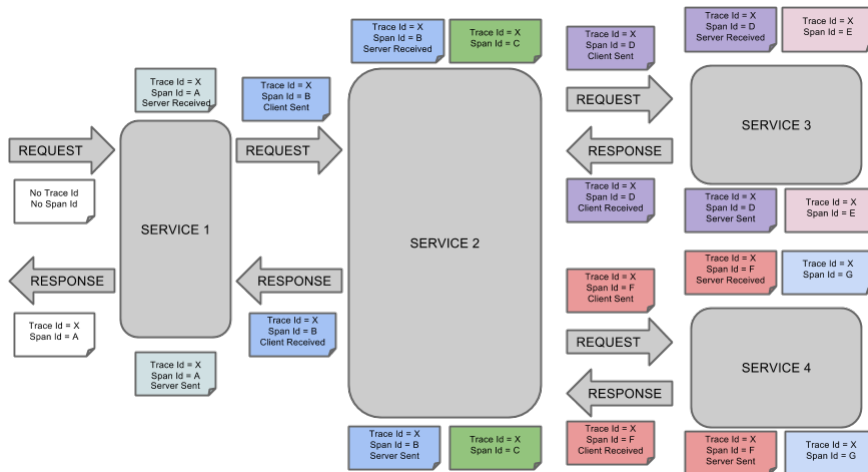 Trace Id = X
Span Id = B
Server Received
Trace Id = X
Span Id = C
Trace Id = X
Span Id = D
Client Sent
Trace Id = X
Span Id = D
Server Received
Trace Id = X
Span Id = E
Trace Id = X
Span Id = A
Server Received
Trace Id = X
Span Id = B
Client Sent
REQUEST
REQUEST
REQUEST
SERVICE 3
RESPONSE
No Trace Id
No Span Id
Trace Id = X
Span Id = D
Client Received
Trace Id = X
Span Id = D
Server Sent
Trace Id = X
Span Id = E
SERVICE 1
SERVICE 2
RESPONSE
RESPONSE
Trace Id = X
Span Id = F
Client Sent
Trace Id = X
Span Id = F
Server Received
Trace Id = X
Span Id = G
Trace Id = X
Span Id = A
Trace Id = X
Span Id = B
Client Received
REQUEST
SERVICE 4
RESPONSE
Trace Id = X
Span Id = A
Server Sent
Trace Id = X
Span Id = B
Server Sent
Trace Id = X
Span Id = C
Trace Id = X
Span Id = F
Client Received
Trace Id = X
Span Id = F
Server Sent
Trace Id = X
Span Id = G